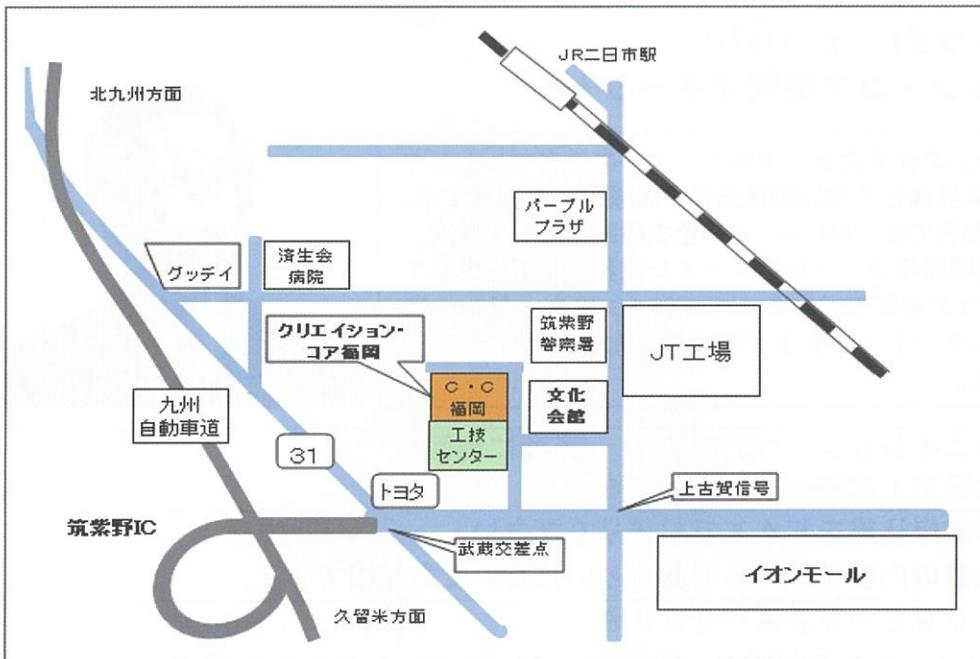 JR二日市駅
北九州方面
パープル
プラザ
グッデイ
済生会
病院
クリエイション・
コア福岡
筑紫野
警察署
JT工場
C・C
福岡
文化
会館
九州
自動車道
工技
センター
31
トヨタ
上古賀信号
筑紫野IC
武蔵交差点
イオンモール
久留米方面